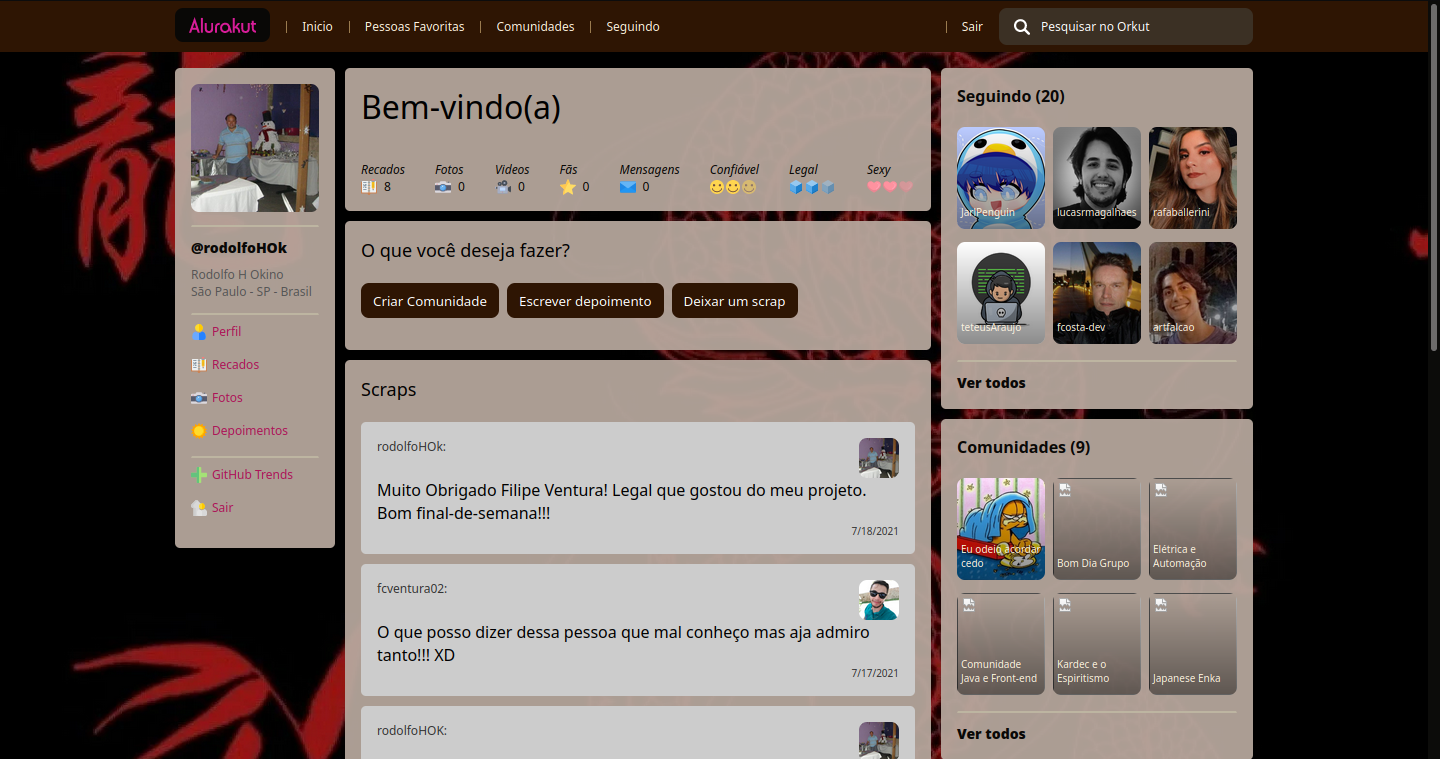 Alurakut
Inicio
Pessoas Favoritas
Comunidades
Seguindo
Sair
Pesquisar no Orkut
龍
@rodolfoHOk
Rodolfo H Okino
São Paulo - SP - Brasil
Perfil
Recados
Fotos
Depoimentos
GitHub Trends
Sair
Bem-vindo(a)
Recados Fotos Videos Fãs Mensagens Confiável Legal Sexy
8 0 0 0 0
O que você deseja fazer?
Criar Comunidade
Escrever depoimento
Deixar um scrap
Scraps
rodolfoHOk:
Muito Obrigado Filipe Ventura! Legal que gostou do meu projeto.
Bom final-de-semana!!!
7/18/2021
fcventura02:
O que posso dizer dessa pessoa que mal conheço mas aja admiro
tanto!!! XD
7/17/2021
rodolfoHOK:
Seguindo (20)
JarlPenguin
lucasrmagalhaes
rafaballerini
teteusAraujo
fcosta-dev
artfalcao
Ver todos
Comunidades (9)
Eu odeio acordar
cedo
Bom Dia Grupo
Elétrica e
Automação
Comunidade
Java e Front-end
Kardec e o
Espiritismo
Japanese Enka
Ver todos